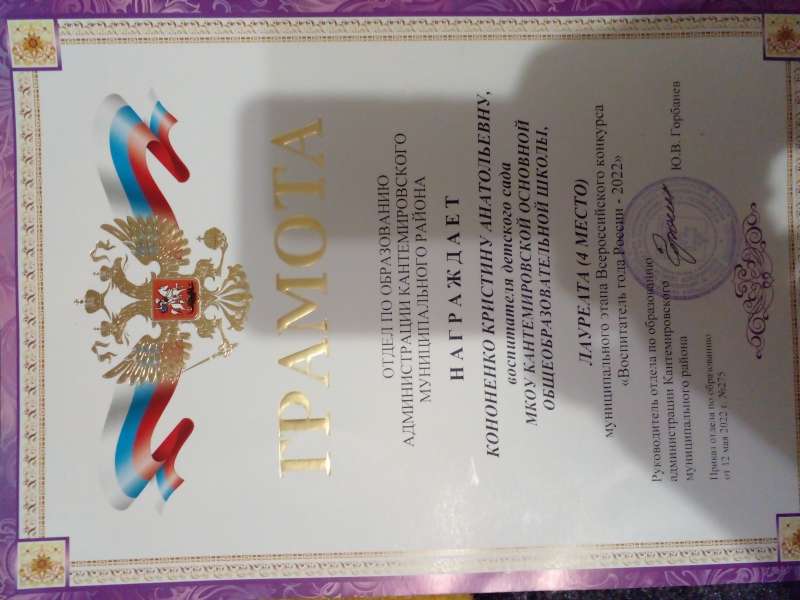 ГРАМОТА
ОТДЕЛ ПО ОБРАЗОВАНИЮ
АДМИНИСТРАЦИИ КАНТЕМИРОВСКОГО
МУНИЦИПАЛЬНОГО РАЙОНА
НАГРАЖДАЕТ
КОНОНЕНКО КРИСТИНУ АНАТОЛЬЕВНУ,
воспитателя детского сада
МКОУ КАНТЕМИРОВСКОЙ ОСНОВНОЙ
ОБЩЕОБРАЗОВАТЕЛЬНОЙ ШКОЛЫ,
ЛАУРЕАТА (4 МЕСТО)
муниципального этапа Всероссийского конкурса
«Воспитатель года России - 2022»
Руководитель отдела по образованию
администрации Кантемировского
муниципального района Ю.В. Горбанев
Приказ отдела по образованию
от 12 мая 2022 г. №275